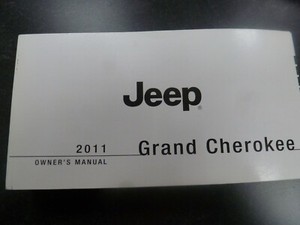 Jeep®
2011 Grand Cherokee
OWNER'S MANUAL